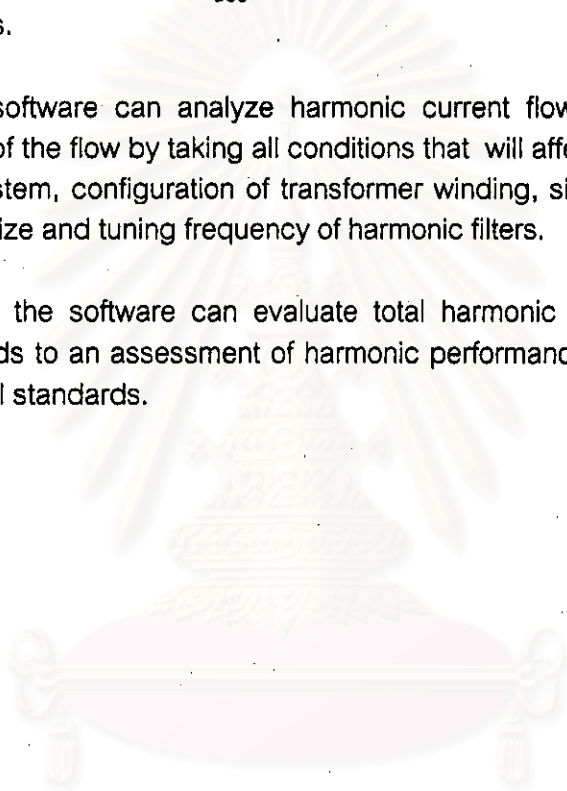 s.
software can analyze harmonic current flow
of the flow by taking all conditions that will affe
stem, configuration of transformer winding, si
ize and tuning frequency of harmonic filters.
the software can evaluate total harmonic
ds to an assessment of harmonic performanc
l standards.